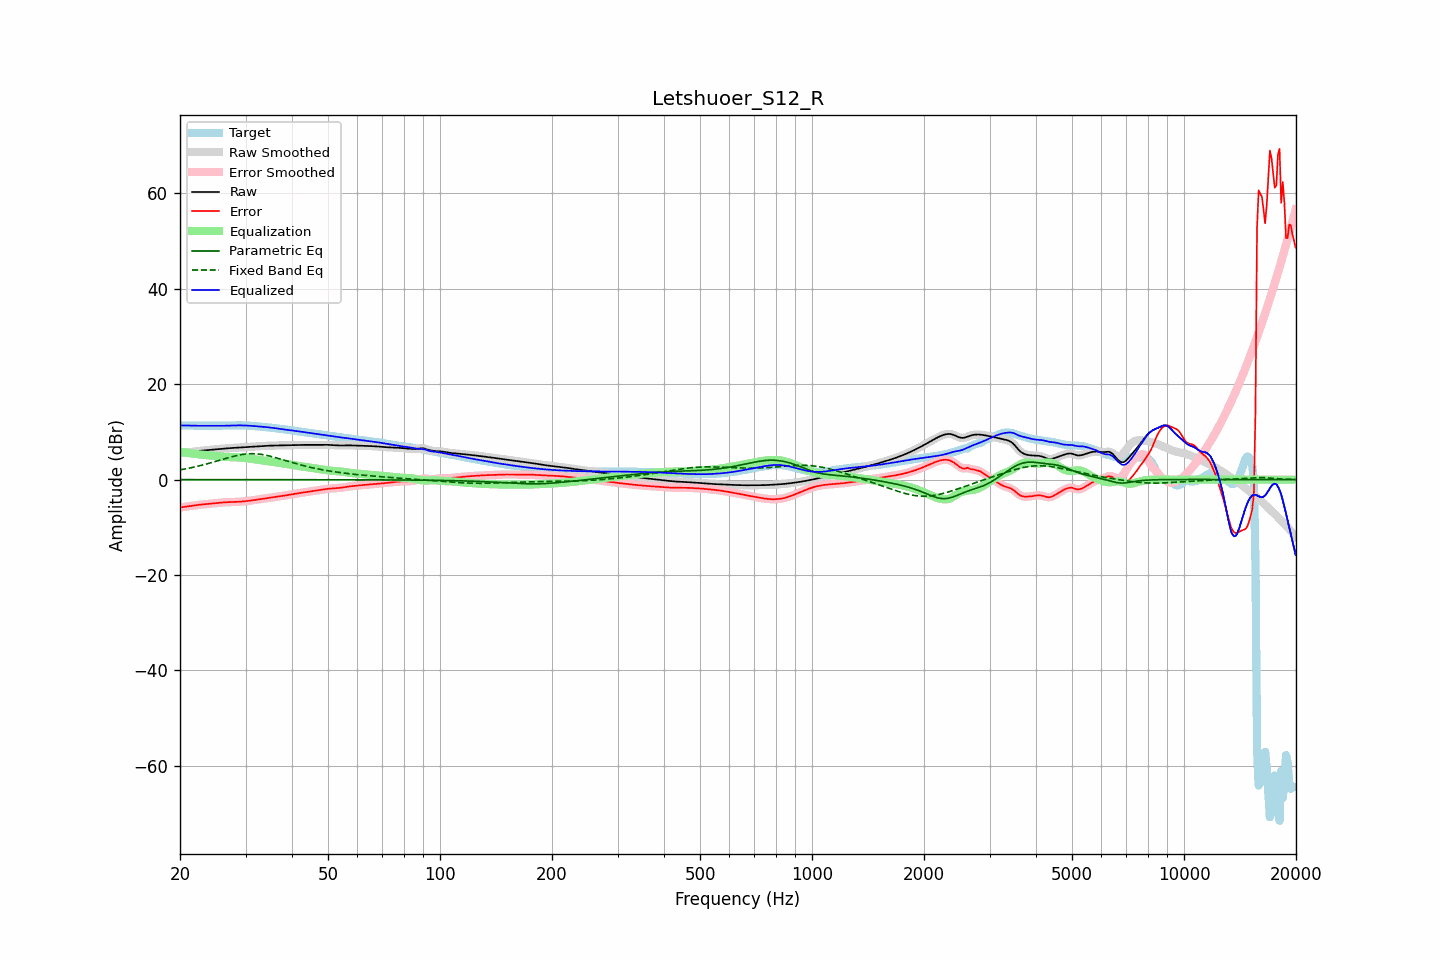 Letshuoer_S12_R
Target
Raw Smoothed
Error Smoothed
Raw
Error
Equalization
Parametric Eq
Fixed Band Eq
Equalized
60
40
20
0
−20
−40
−60
Amplitude (dBr)
20 50 100 200 500 1000 2000 5000 10000 20000
Frequency (Hz)